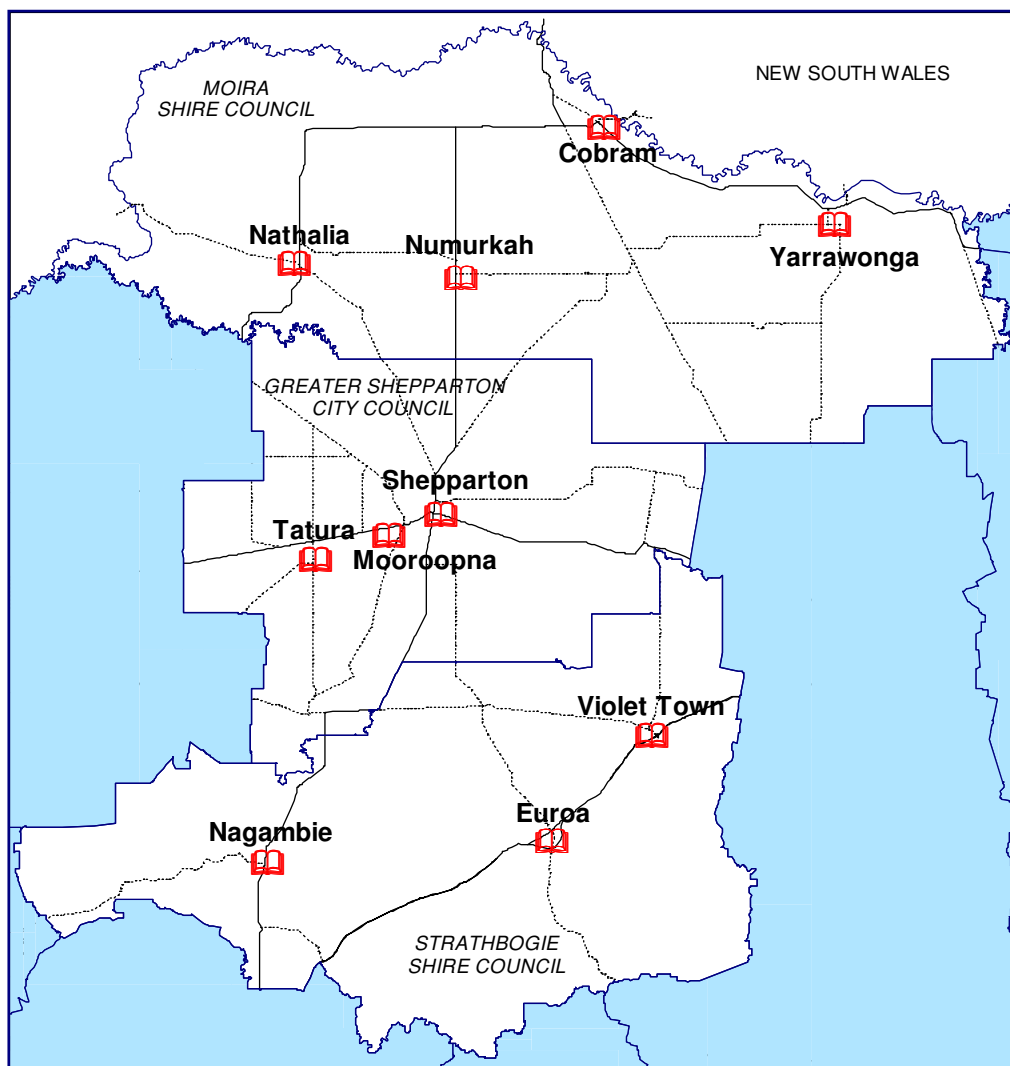 MOIRA
SHIRE COUNCIL
NEW SOUTH WALES
Cobram
Nathalia
Numurkah
Yarrawonga
GREATER SHEPPARTON
CITY COUNCIL
Shepparton
Tatura
Mooroopna
Violet Town
Euroa
Nagambie
STRATHBOGIE
SHIRE COUNCIL